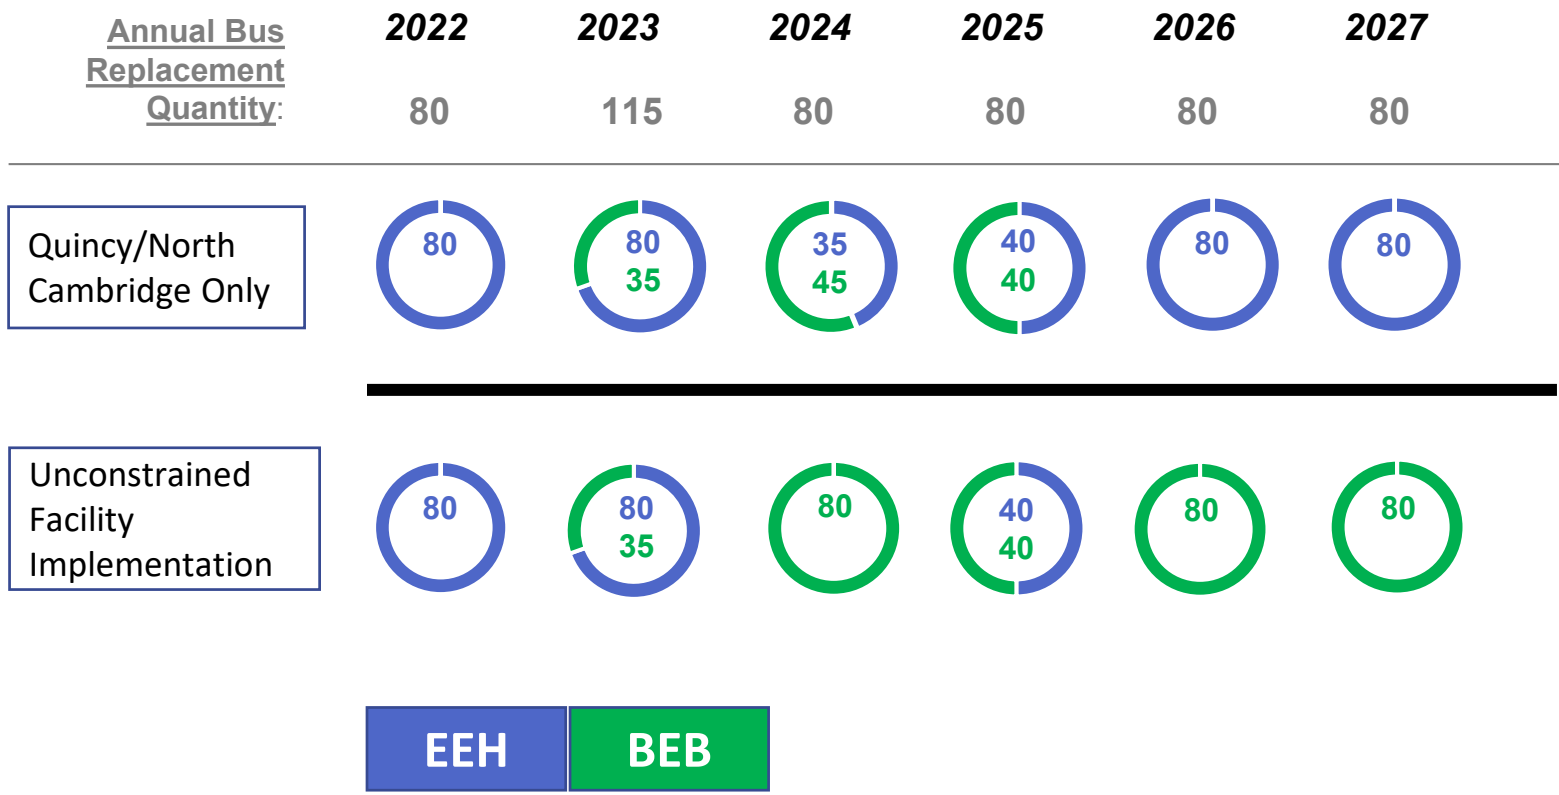 Annual Bus
Replacement
Quantity:
2022 2023 2024 2025 2026 2027
80 115 80 80 80 80
Quincy/North
Cambridge Only
80 80 35 40 80 80
35 45 40
Unconstrained
Facility
Implementation
80 80 80 40 80 80
35 40
EEH BEB